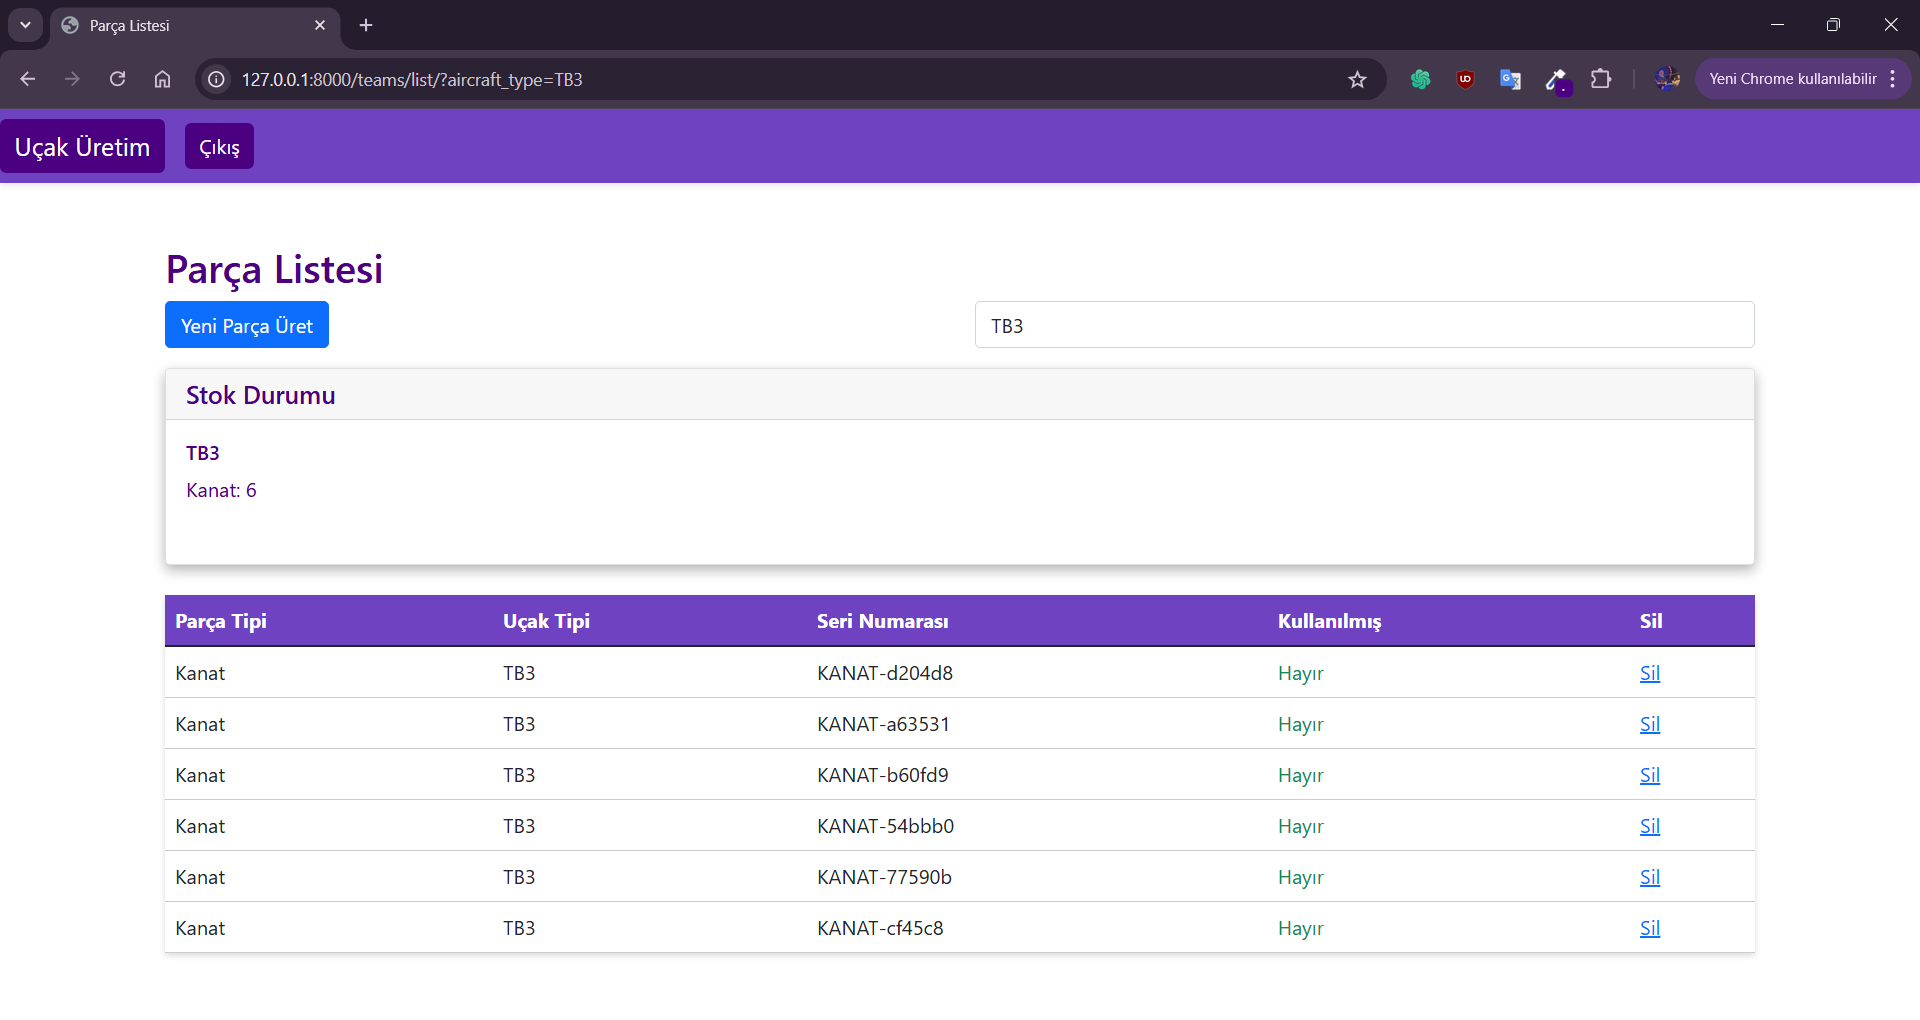 Parça Listesi
127.0.0.1:8000/teams/list/?aircraft_type=TB3
Yeni Chrome kullanılabilir
Uçak Üretim
Çıkış
Parça Listesi
Yeni Parça Üret
TB3
Stok Durumu
TB3
Kanat: 6
Parça Tipi Uçak Tipi Seri Numarası Kullanılmış Sil
Kanat TB3 KANAT-d204d8 Hayır Sil
Kanat TB3 KANAT-a63531 Hayır Sil
Kanat TB3 KANAT-b60fd9 Hayır Sil
Kanat TB3 KANAT-54bbb0 Hayır Sil
Kanat TB3 KANAT-77590b Hayır Sil
Kanat TB3 KANAT-cf45c8 Hayır Sil